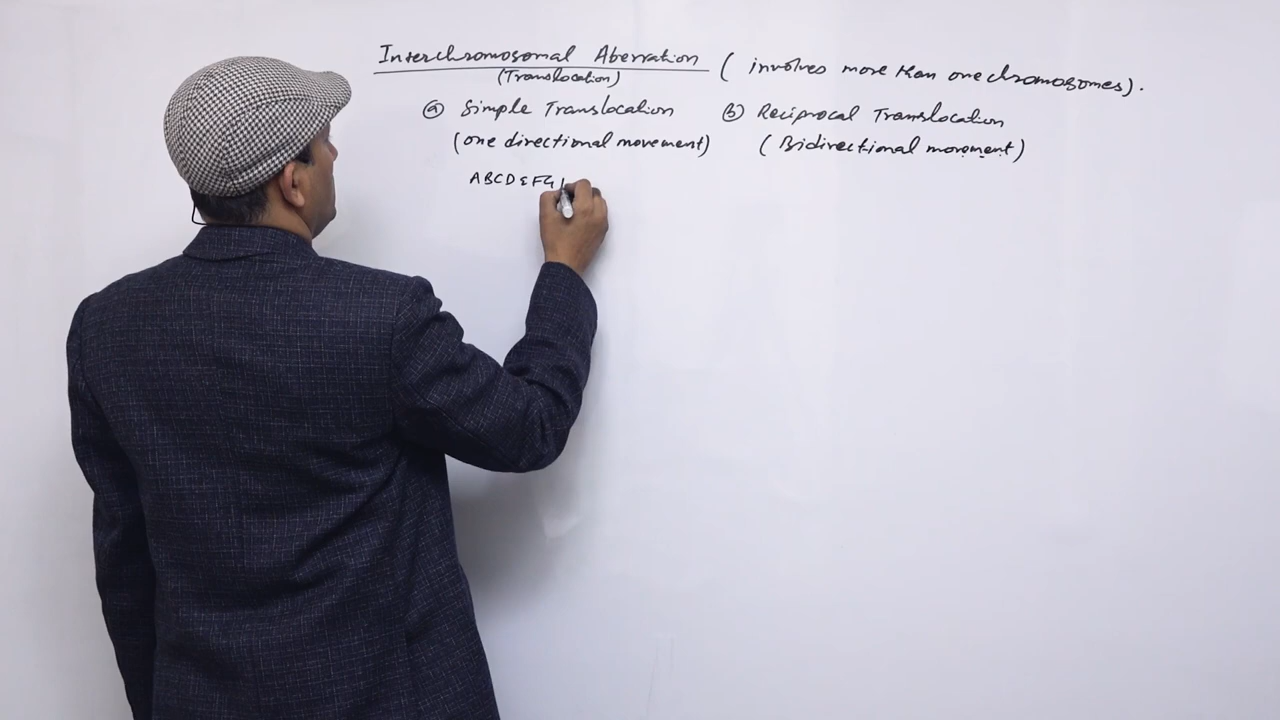 Interchromosomal Aberration ( involves more than one chromosomes).
(Translocation)
ⓐ Simple Translocation ⓑ Reciprocal Translocation
(one directional movement) ( Bidirectional movement)
ABCDEFG